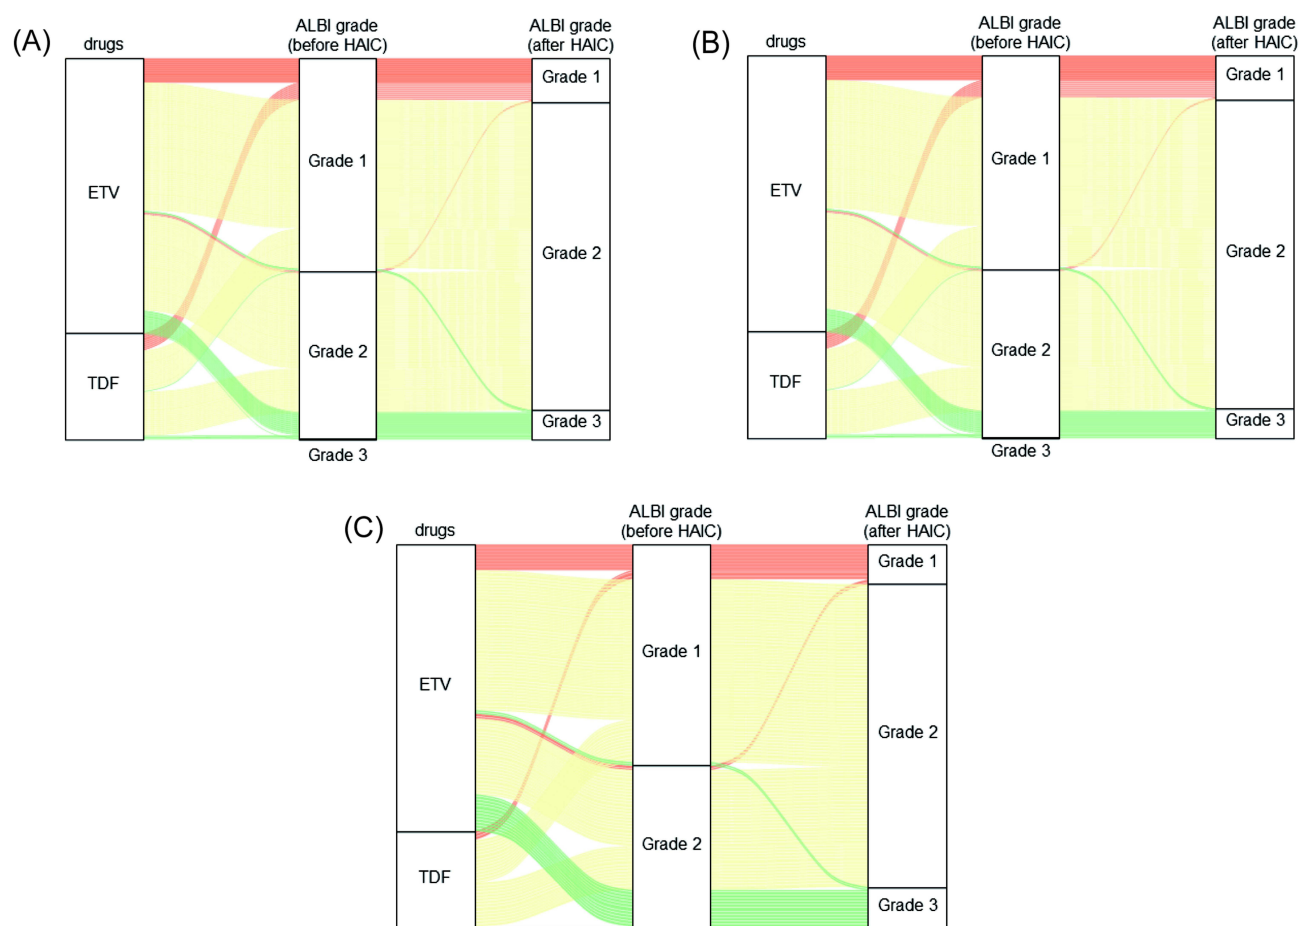 (A)
drugs
ALBI grade
(before HAIC)
ALBI grade
(after HAIC)
ETV
TDF
Grade 1
Grade 2
Grade 3
Grade 1
Grade 2
Grade 3
(B)
drugs
ALBI grade
(before HAIC)
ALBI grade
(after HAIC)
ETV
TDF
Grade 1
Grade 2
Grade 3
Grade 1
Grade 2
Grade 3
(C)
drugs
ALBI grade
(before HAIC)
ALBI grade
(after HAIC)
ETV
TDF
Grade 1
Grade 2
Grade 1
Grade 2
Grade 3